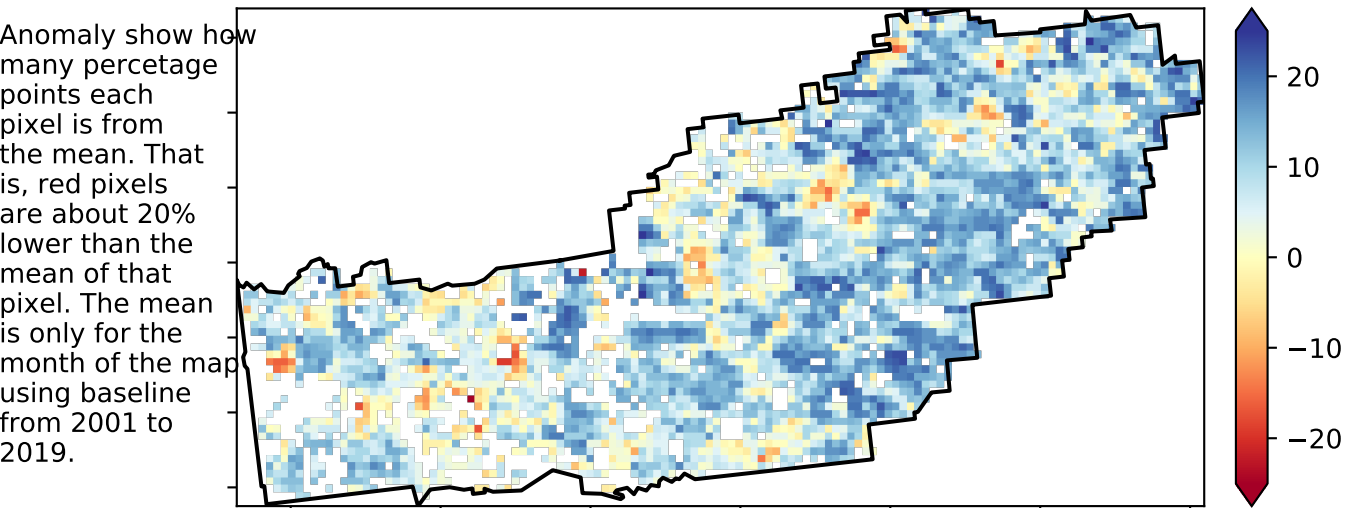 Anomaly show how
many percetage
points each
pixel is from
the mean. That
is, red pixels
are about 20%
lower than the
mean of that
pixel. The mean
is only for the
month of the map
using baseline
from 2001 to
2019.
20
10
0
−10
−20